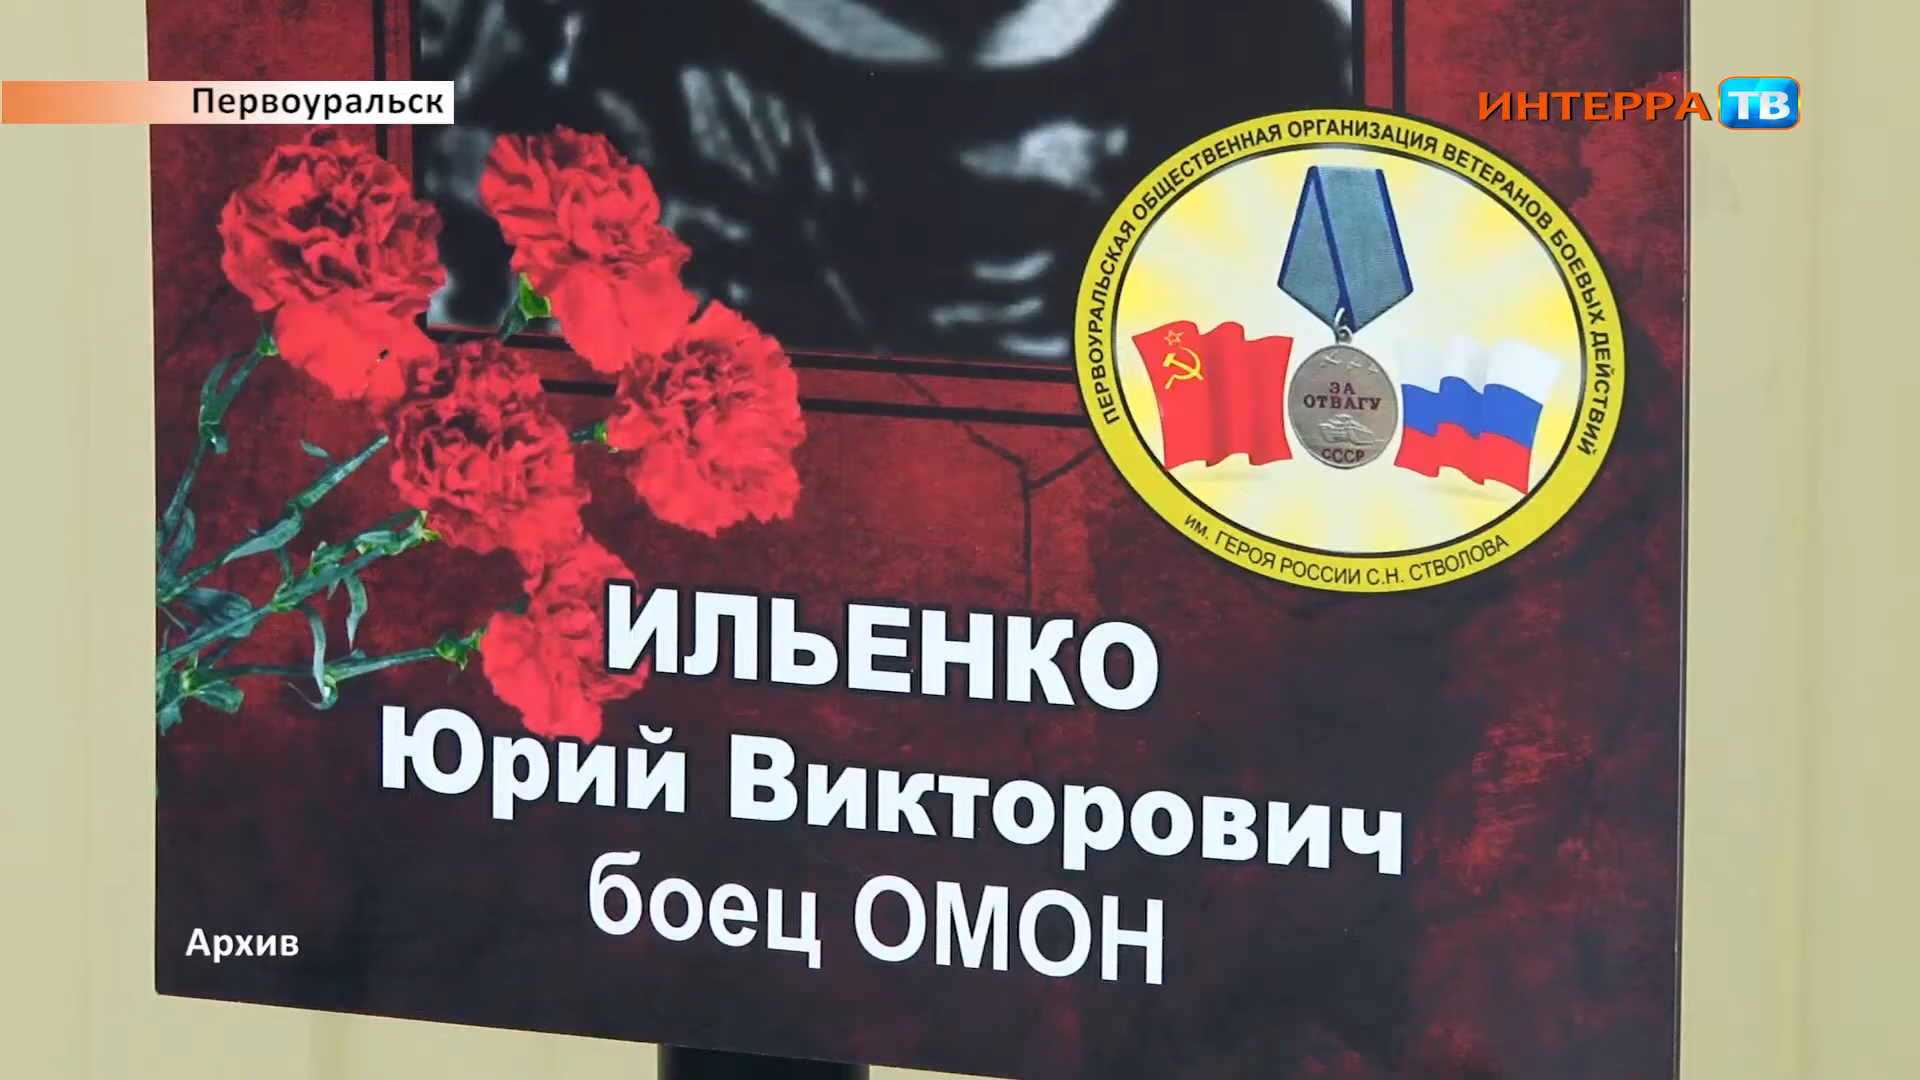 Первоуральск
ИНТЕРРА ТВ
ПЕРВОУРАЛЬСКАЯ ОБЩЕСТВЕННАЯ ОРГАНИЗАЦИЯ ВЕТЕРАНОВ БОЕВЫХ ДЕЙСТВИЙ
ЗА
ОТВАГУ
СССР
им. ГЕРОЯ РОССИИ С.Н. СТВОЛОВА
ИЛЬЕНКО
Юрий Викторович
боец ОМОН
Архив